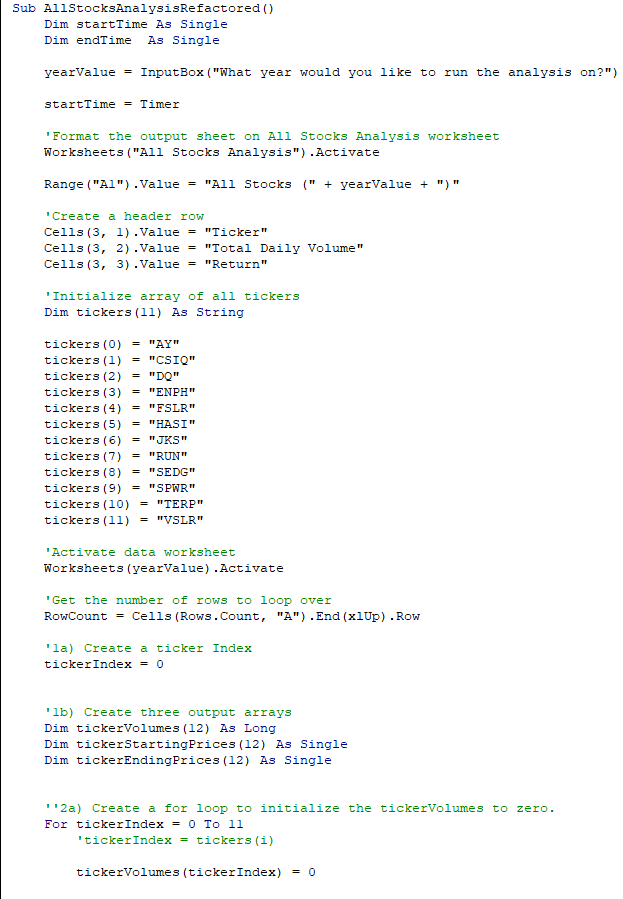 Sub AllStocksAnalysisRefactored()
Dim startTime As Single
Dim endTime  As Single
yearValue = InputBox("What year would you like to run the analysis on?")
startTime = Timer
'Format the output sheet on All Stocks Analysis worksheet
Worksheets("All Stocks Analysis").Activate
Range("A1").Value = "All Stocks (" + yearValue + ")"
'Create a header row
Cells(3, 1).Value = "Ticker"
Cells(3, 2).Value = "Total Daily Volume"
Cells(3, 3).Value = "Return"
'Initialize array of all tickers
Dim tickers(11) As String
tickers(0) = "AY"
tickers(1) = "CSIQ"
tickers(2) = "DQ"
tickers(3) = "ENPH"
tickers(4) = "FSLR"
tickers(5) = "HASI"
tickers(6) = "JKS"
tickers(7) = "RUN"
tickers(8) = "SEDG"
tickers(9) = "SPWR"
tickers(10) = "TERP"
tickers(11) = "VSLR"
'Activate data worksheet
Worksheets(yearValue).Activate
'Get the number of rows to loop over
RowCount = Cells(Rows.Count, "A").End(xlUp).Row
'1a) Create a ticker Index
tickerIndex = 0
'1b) Create three output arrays
Dim tickerVolumes(12) As Long
Dim tickerStartingPrices(12) As Single
Dim tickerEndingPrices(12) As Single
''2a) Create a for loop to initialize the tickerVolumes to zero.
For tickerIndex = 0 To 11
'tickerIndex = tickers(i)
tickerVolumes(tickerIndex) = 0